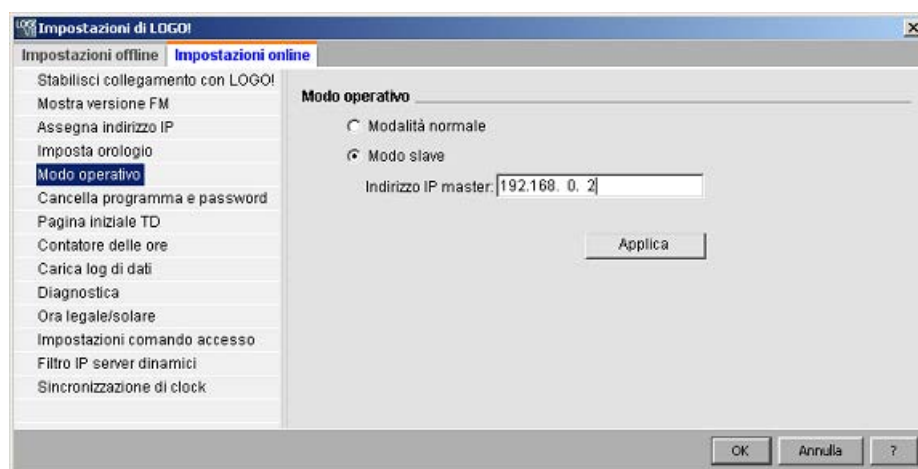 Impostazioni di LOGO!
Impostazioni offline
Impostazioni online
Stabilisci collegamento con LOGO!
Mostra versione FM
Assegna indirizzo IP
Imposta orologio
Modo operativo
Cancella programma e password
Pagina iniziale TD
Contatore delle ore
Carica log di dati
Diagnostica
Ora legale/solare
Impostazioni comando accesso
Filtro IP server dinamici
Sincronizzazione di clock
Modo operativo
Modalità normale
Modo slave
Indirizzo IP master: 192.168. 0. 2
Applica
OK
Annulla
?